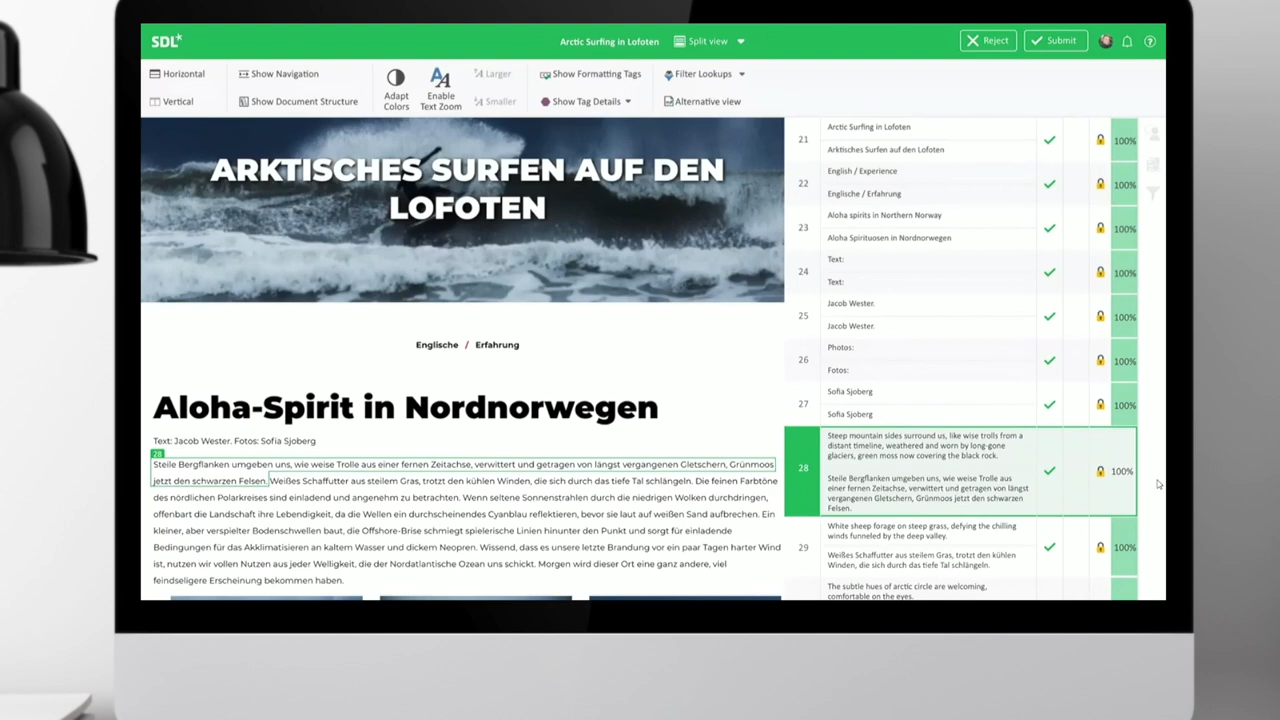 SDL*
Arctic Surfing in Lofoten
Split view
Reject
Submit
Horizontal
Show Navigation
Adapt Colors
Enable Text Zoom
Larger
Show Formatting Tags
Filter Lookups
Vertical
Show Document Structure
Smaller
Show Tag Details
Alternative view
ARKTISCHES SURFEN AUF DEN
LOFOTEN
Englische / Erfahrung
Aloha-Spirit in Nordnorwegen
Text: Jacob Wester. Fotos: Sofia Sjoberg
28
Steile Bergflanken umgeben uns, wie weise Trolle aus einer fernen Zeitachse, verwittert und getragen von längst vergangenen Gletschern, Grünmoos
jetzt den schwarzen Felsen. Weißes Schaffutter aus steilem Gras, trotzt den kühlen Winden, die sich durch das tiefe Tal schlängeln. Die feinen Farbtöne
des nördlichen Polarkreises sind einladend und angenehm zu betrachten. Wenn seltene Sonnenstrahlen durch die niedrigen Wolken durchdringen,
offenbart die Landschaft ihre Lebendigkeit, da die Wellen ein durchscheinendes Cyanblau reflektieren, bevor sie laut auf weißen Sand aufbrechen. Ein
kleiner, aber verspielter Bodenschwellen baut, die Offshore-Brise schmiegt spielerische Linien hinunter den Punkt und sorgt für einladende
Bedingungen für das Akklimatisieren an kaltem Wasser und dickem Neopren. Wissend, dass es unsere letzte Brandung vor ein paar Tagen harter Wind
ist, nutzen wir vollen Nutzen aus jeder Welligkeit, die der Nordatlantische Ozean uns schickt. Morgen wird dieser Ort eine ganz andere, viel
feindseligere Erscheinung bekommen haben.
21
Arctic Surfing in Lofoten
Arktisches Surfen auf den Lofoten
100%
22
English / Experience
Englische / Erfahrung
100%
23
Aloha spirits in Northern Norway
Aloha Spirituosen in Nordnorwegen
100%
24
Text:
Text:
100%
25
Jacob Wester.
Jacob Wester.
100%
26
Photos:
Fotos:
100%
27
Sofia Sjoberg
Sofia Sjoberg
100%
28
Steep mountain sides surround us, like wise trolls from a
distant timeline, weathered and worn by long-gone
glaciers, green moss now covering the black rock.
Steile Bergflanken umgeben uns, wie weise Trolle aus
einer fernen Zeitachse, verwittert und getragen von längst
vergangenen Gletschern, Grünmoos jetzt den schwarzen
Felsen.
100%
29
White sheep forage on steep grass, defying the chilling
winds funneled by the deep valley.
Weißes Schaffutter aus steilem Gras, trotzt den kühlen
Winden, die sich durch das tiefe Tal schlängeln.
100%
The subtle hues of arctic circle are welcoming,
comfortable on the eyes.